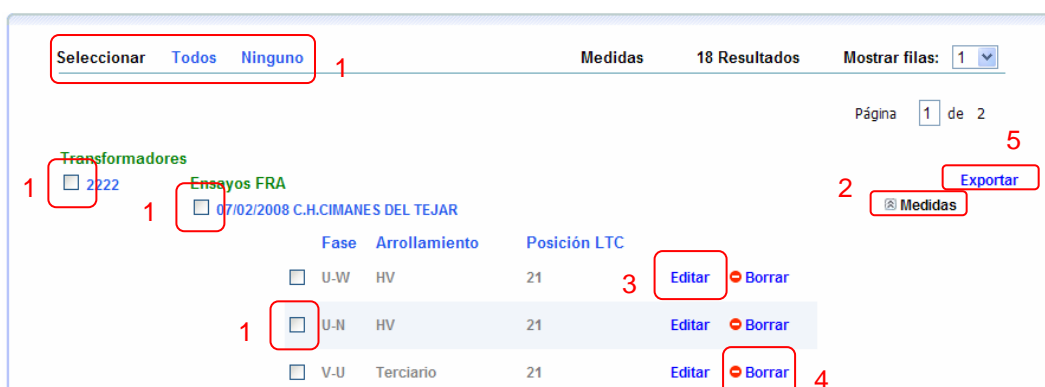 Seleccionar Todos Ninguno 1 Medidas 18 Resultados Mostrar filas: 1
Página 1 de 2
5
Transformadores
1 2222 Ensayos FRA 2 Exportar
1 07/02/2008 C.H.CIMANES DEL TEJAR Medidas
Fase Arrollamiento Posición LTC
U-W HV 21 3 Editar Borrar
1 U-N HV 21 Editar Borrar
V-U Terciario 21 Editar Borrar 4